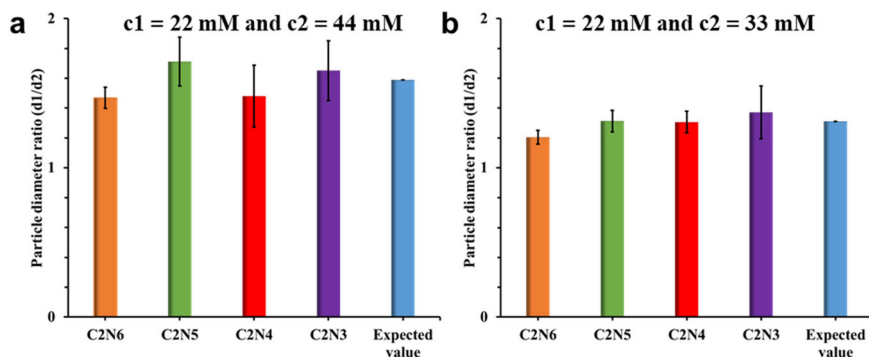 a
c1 = 22 mM and c2 = 44 mM
Particle diameter ratio (d1/d2)
2
1
0
C2N6 C2N5 C2N4 C2N3 Expected
value
b
c1 = 22 mM and c2 = 33 mM
Particle diameter ratio (d1/d2)
2
1
0
C2N6 C2N5 C2N4 C2N3 Expected
value